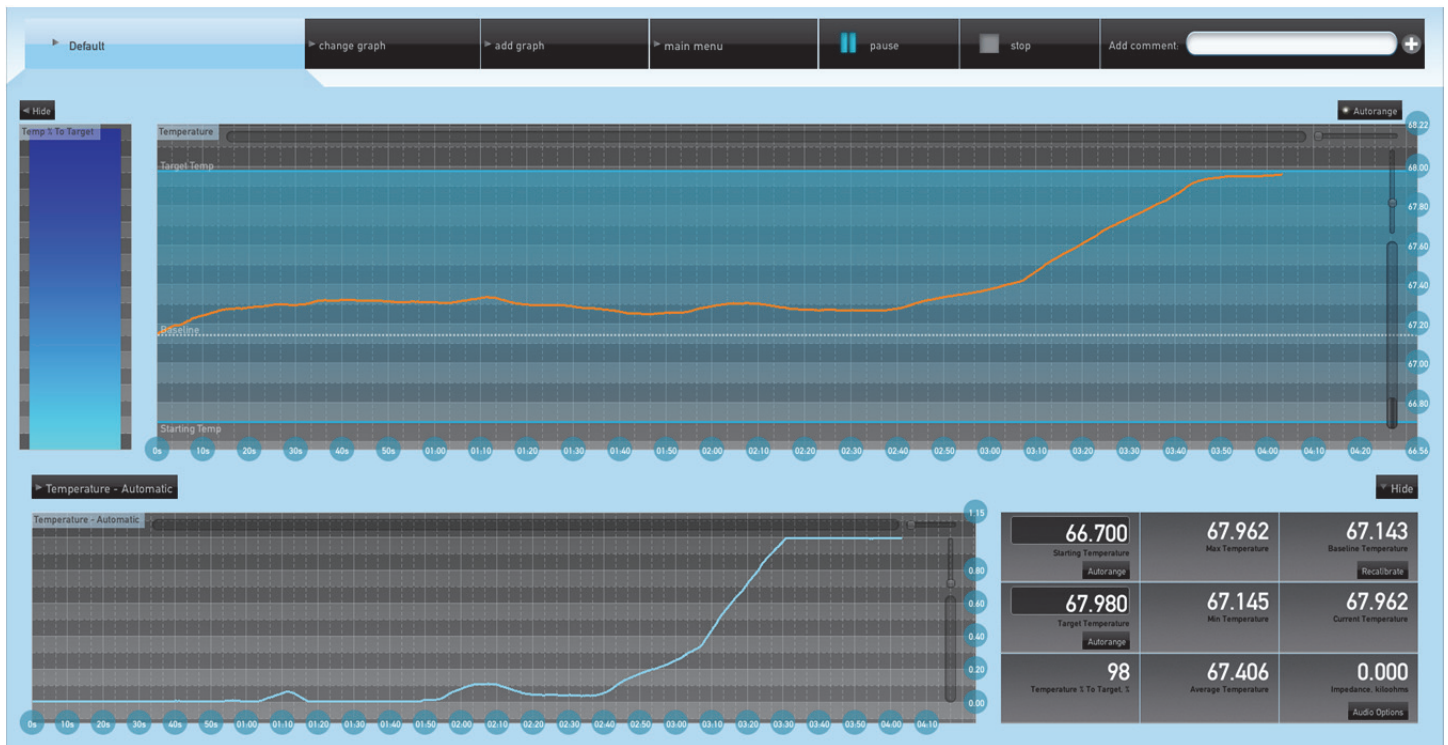 Default
change graph
add graph
main menu
pause
stop
Add comment:
Hide
Autorange
Temp % To Target
Temperature
Target Temp
Baseline
Starting Temp
68.22
68.00
67.80
67.60
67.40
67.20
67.00
66.80
66.56
0s 10s 20s 30s 40s 50s 01:00 01:10 01:20 01:30 01:40 01:50 02:00 02:10 02:20 02:30 02:40 02:50 03:00 03:10 03:20 03:30 03:40 03:50 04:00 04:10 04:20
Temperature - Automatic
Hide
Temperature - Automatic
1.15
0.80
0.60
0.40
0.20
0.00
0s 10s 20s 30s 40s 50s 01:00 01:10 01:20 01:30 01:40 01:50 02:00 02:10 02:20 02:30 02:40 02:50 03:00 03:10 03:20 03:30 03:40 03:50 04:00 04:10
66.700
Starting Temperature
Autorange
67.962
Max Temperature
67.143
Baseline Temperature
Recalibrate
67.980
Target Temperature
Autorange
67.145
Min Temperature
67.962
Current Temperature
98
Temperature % To Target, %
67.406
Average Temperature
0.000
Impedance, kiloohms
Audio Options